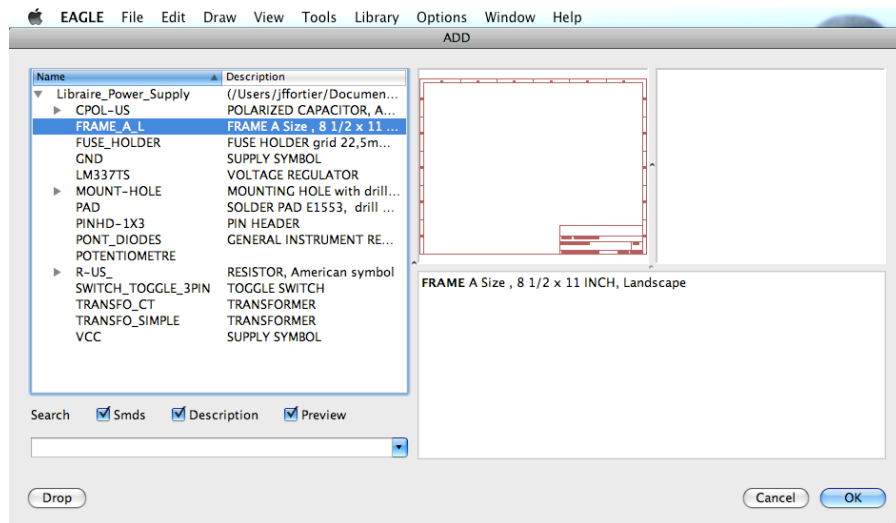 EAGLE File Edit Draw View Tools Library Options Window Help
ADD
Name Description
Libraire_Power_Supply (/Users/jffortier/Documen...
CPOL-US POLARIZED CAPACITOR, A...
FRAME_A_L FRAME A Size , 8 1/2 x 11 ...
FUSE_HOLDER FUSE HOLDER grid 22,5m...
GND SUPPLY SYMBOL
LM337TS VOLTAGE REGULATOR
MOUNT-HOLE MOUNTING HOLE with drill...
PAD SOLDER PAD E1553, drill ...
PINHD-1X3 PIN HEADER
PONT_DIODES GENERAL INSTRUMENT RE...
POTENTIOMETRE
R-US_ RESISTOR, American symbol
SWITCH_TOGGLE_3PIN TOGGLE SWITCH
TRANSFO_CT TRANSFORMER
TRANSFO_SIMPLE TRANSFORMER
VCC SUPPLY SYMBOL
FRAME A Size , 8 1/2 x 11 INCH, Landscape
Search Smds Description Preview
Drop Cancel OK